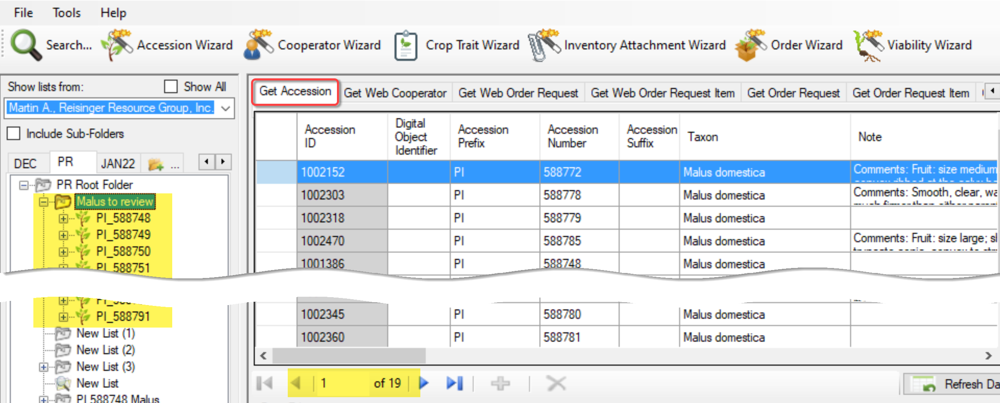 File Tools Help
Search... Accession Wizard Cooperator Wizard Crop Trait Wizard Inventory Attachment Wizard Order Wizard Viability Wizard
Show lists from: Show All
Martin A., Reisinger Resource Group, Inc.
Include Sub-Folders
DEC PR JAN22 ...
PR Root Folder
Malus to review
PI_588748
PI_588749
PI_588750
PI_588751
PI_588791
New List (1)
New List (2)
New List (3)
New List
PI 588748 Malus
Get Accession Get Web Cooperator Get Web Order Request Get Web Order Request Item Get Order Request Get Order Request Item
Accession ID Digital Object Identifier Accession Prefix Accession Number Accession Suffix Taxon Note
1002152 PI 588772 Malus domestica Comments: Fruit: size medium
1002303 PI 588778 Malus domestica Comments: Smooth, clear, wa
1002318 PI 588779 Malus domestica
1002470 PI 588785 Malus domestica Comments: Fruit: size large;
1001386 PI 588748 Malus domestica
1002345 PI 588780 Malus domestica
1002360 PI 588781 Malus domestica
1 of 19
Refresh Da